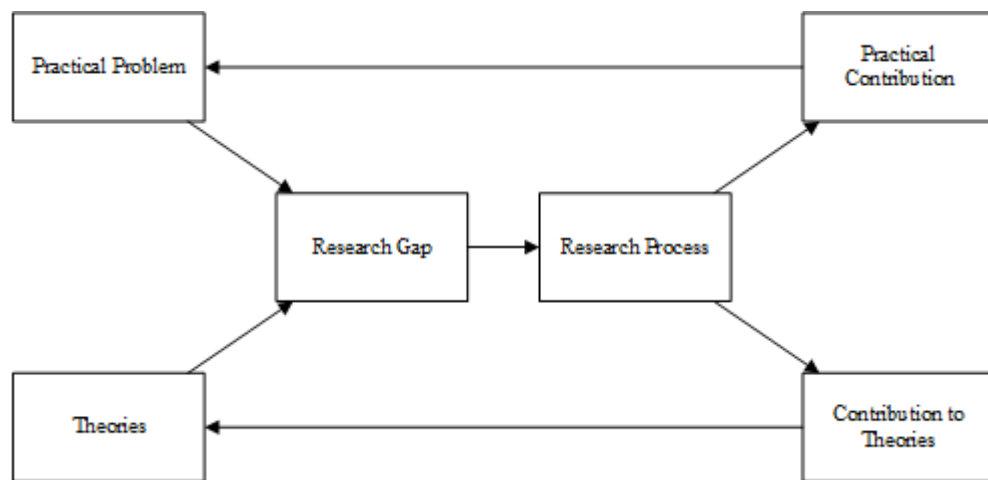 Practical Problem
Practical
Contribution
Research Gap
Research Process
Theories
Contribution to
Theories